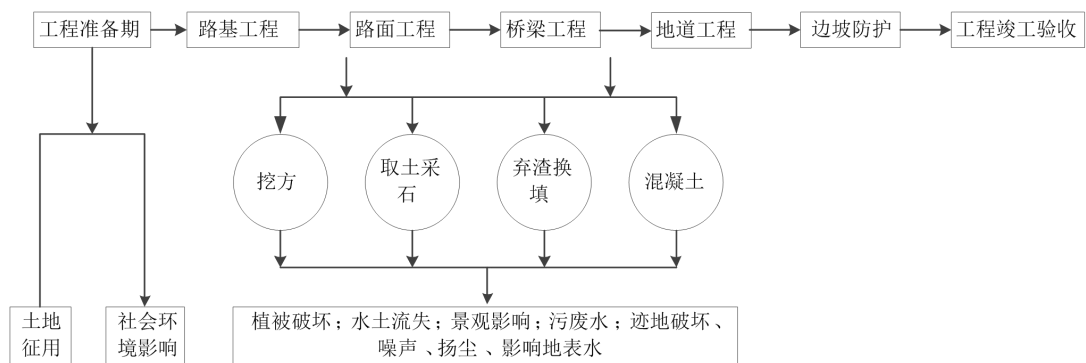 工程准备期
路基工程
路面工程
桥梁工程
地道工程
边坡防护
工程竣工验收
挖方
取土采
石
弃渣换
填
混凝土
土地
征用
社会环
境影响
植被破坏；水土流失；景观影响；污废水；迹地破坏、
噪声、扬尘、影响地表水